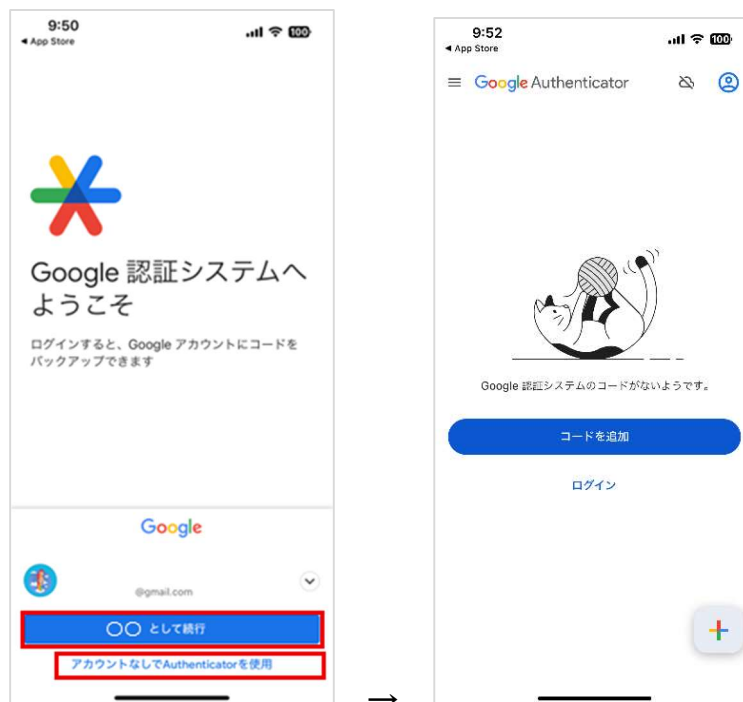 9:50
◀ App Store
100
Google 認証システムへ
ようこそ
ログインすると、Google アカウントにコードを
バックアップできます
Google
@gmail.com
〇〇 として続行
アカウントなしでAuthenticatorを使用
→
9:52
◀ App Store
100
Google Authenticator
Google 認証システムのコードがないようです。
コードを追加
ログイン